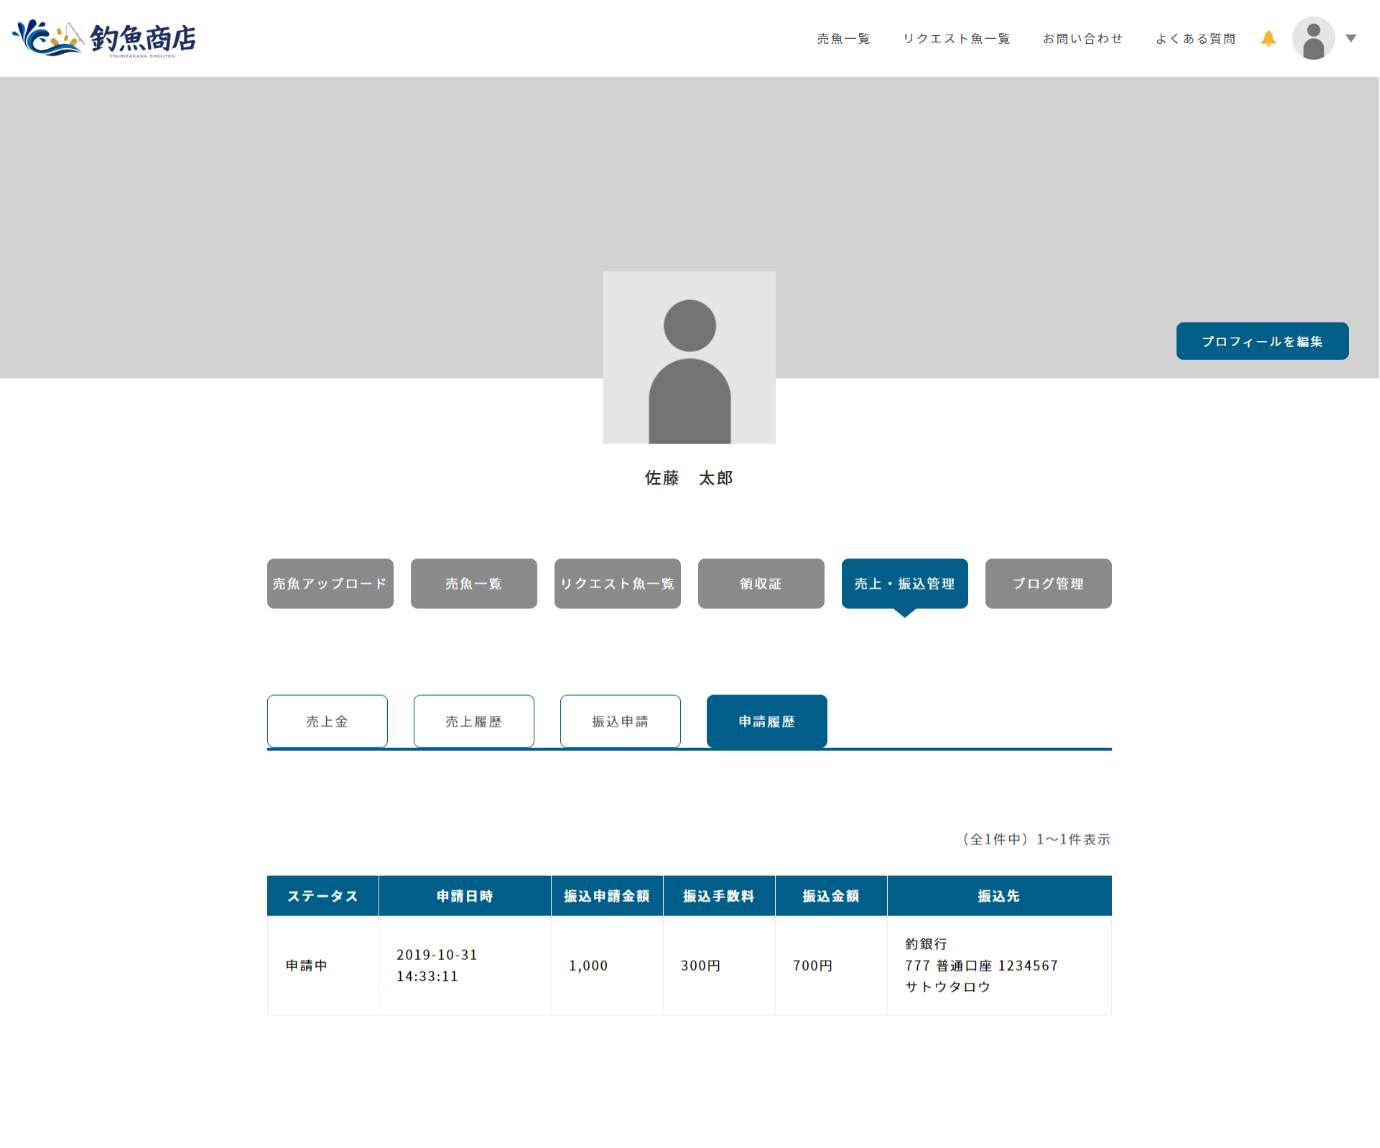 釣魚商店
TSURIZAKANA SHOUTEN
売魚一覧
リクエスト魚一覧
お問い合わせ
よくある質問
プロフィールを編集
佐藤　太郎
売魚アップロード
売魚一覧
リクエスト魚一覧
領収証
売上・振込管理
ブログ管理
売上金
売上履歴
振込申請
申請履歴
（全1件中）1〜1件表示
ステータス
申請日時
振込申請金額
振込手数料
振込金額
振込先
申請中
2019-10-31
14:33:11
1,000
300円
700円
釣銀行
777 普通口座 1234567
サトウタロウ